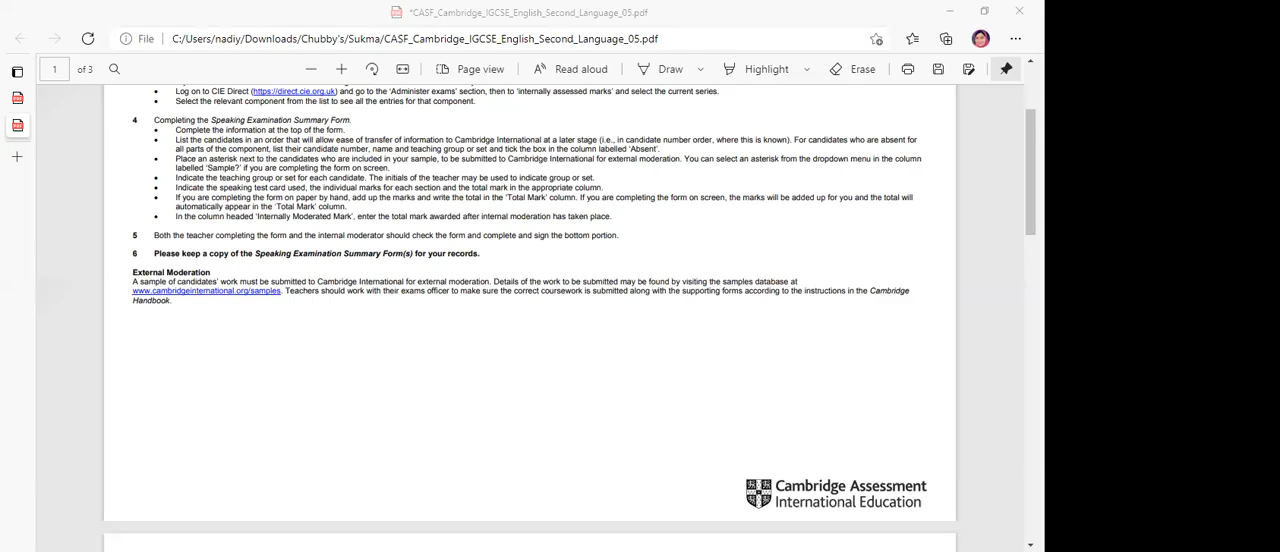 *CASF_Cambridge_IGCSE_English_Second_Language_05.pdf
File C:/Users/nadiy/Downloads/Chubby's/Sukma/CASF_Cambridge_IGCSE_English_Second_Language_05.pdf
1 of 3 Page view Read aloud Draw Highlight Erase
• Log on to CIE Direct (https://direct.cie.org.uk) and go to the 'Administer exams' section, then to 'internally assessed marks' and select the current series.
• Select the relevant component from the list to see all the entries for that component.
4 Completing the Speaking Examination Summary Form.
• Complete the information at the top of the form.
• List the candidates in an order that will allow ease of transfer of information to Cambridge International at a later stage (i.e., in candidate number order, where this is known). For candidates who are absent for
all parts of the component, list their candidate number, name and teaching group or set and tick the box in the column labelled 'Absent'.
• Place an asterisk next to the candidates who are included in your sample, to be submitted to Cambridge International for external moderation. You can select an asterisk from the dropdown menu in the column
labelled 'Sample?' if you are completing the form on screen.
• Indicate the teaching group or set for each candidate. The initials of the teacher may be used to indicate group or set.
• Indicate the speaking test card used, the individual marks for each section and the total mark in the appropriate column.
• If you are completing the form on paper by hand, add up the marks and write the total in the 'Total Mark' column. If you are completing the form on screen, the marks will be added up for you and the total will
automatically appear in the 'Total Mark' column.
• In the column headed 'Internally Moderated Mark', enter the total mark awarded after internal moderation has taken place.
5 Both the teacher completing the form and the internal moderator should check the form and complete and sign the bottom portion.
6 Please keep a copy of the Speaking Examination Summary Form(s) for your records.
External Moderation
A sample of candidates' work must be submitted to Cambridge International for external moderation. Details of the work to be submitted may be found by visiting the samples database at
www.cambridgeinternational.org/samples. Teachers should work with their exams officer to make sure the correct coursework is submitted along with the supporting forms according to the instructions in the Cambridge
Handbook.
Cambridge Assessment
International Education